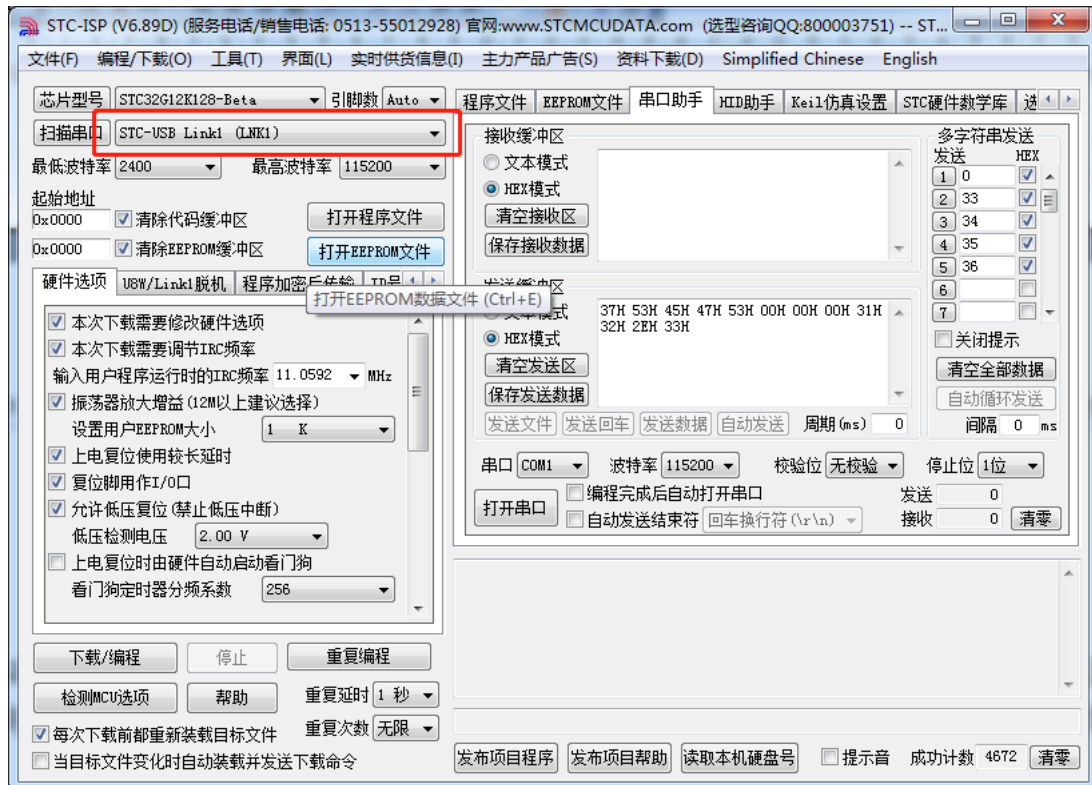 STC-ISP (V6.89D) (服务电话/销售电话: 0513-55012928) 官网:www.STCMCUDATA.com (选型咨询QQ:800003751) -- ST...
文件(F) 编程/下载(O) 工具(T) 界面(L) 实时供货信息(I) 主力产品广告(S) 资料下载(D) Simplified Chinese English
芯片型号 STC32G12K128-Beta 引脚数 Auto
扫描串口 STC-USB Link1 (LNK1)
最低波特率 2400 最高波特率 115200
起始地址
0x0000 清除代码缓冲区 打开程序文件
0x0000 清除EEPROM缓冲区 打开EEPROM文件
硬件选项 U8W/Link1脱机 程序加密后传输 ID号
打开EEPROM数据文件 (Ctrl+E)
本次下载需要修改硬件选项
本次下载需要调节IRC频率
输入用户程序运行时的IRC频率 11.0592 MHz
振荡器放大增益(12M以上建议选择)
设置用户EEPROM大小 1 K
上电复位使用较长延时
复位脚用作I/O口
允许低压复位(禁止低压中断)
低压检测电压 2.00 V
上电复位时由硬件自动启动看门狗
看门狗定时器分频系数 256
下载/编程 停止 重复编程
检测MCU选项 帮助 重复延时 1 秒
每次下载前都重新装载目标文件 重复次数 无限
当目标文件变化时自动装载并发送下载命令
程序文件 EEPROM文件 串口助手 HID助手 Keil仿真设置 STC硬件数学库 选
接收缓冲区
文本模式
HEX模式
清空接收区
保存接收数据
多字符串发送
发送 HEX
1 0
2 33
3 34
4 35
5 36
6
7
关闭提示
清空全部数据
自动循环发送
间隔 0 ms
发送缓冲区
文本模式
HEX模式
清空发送区
保存发送数据
37H 53H 45H 47H 53H 00H 00H 00H 31H
32H 2EH 33H
发送文件 发送回车 发送数据 自动发送 周期(ms) 0
串口 COM1 波特率 115200 校验位 无校验 停止位 1位
打开串口 编程完成后自动打开串口 发送 0
自动发送结束符 回车换行符(\r\n) 接收 0 清零
发布项目程序 发布项目帮助 读取本机硬盘号 提示音 成功计数 4672 清零